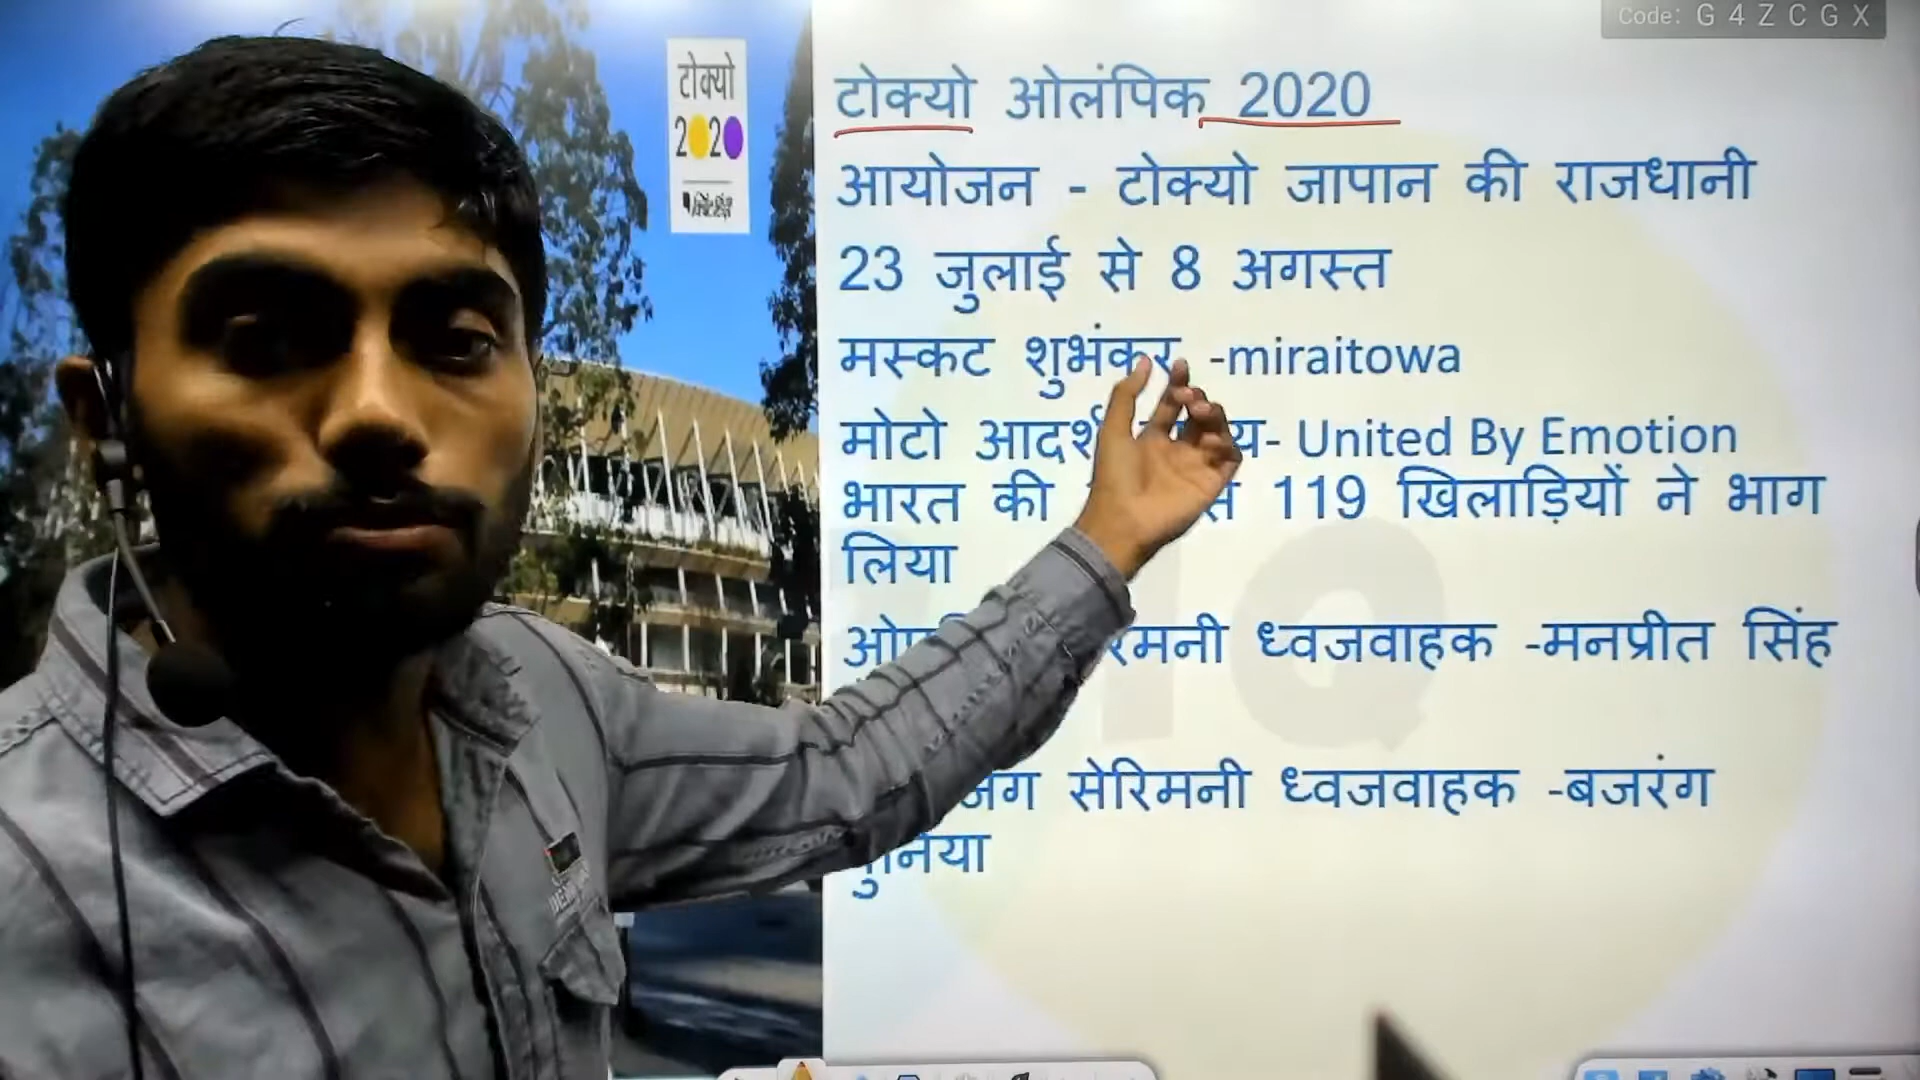 Code: G 4 Z C G X
टोक्यो
2020
टोक्यो ओलंपिक 2020
आयोजन - टोक्यो जापान की राजधानी
23 जुलाई से 8 अगस्त
मस्कट शुभंकर -miraitowa
मोटो आदर्श - United By Emotion
भारत की 119 खिलाड़ियों ने भाग
लिया
ध्वजवाहक -मनप्रीत सिंह
सेरिमनी ध्वजवाहक -बजरंग